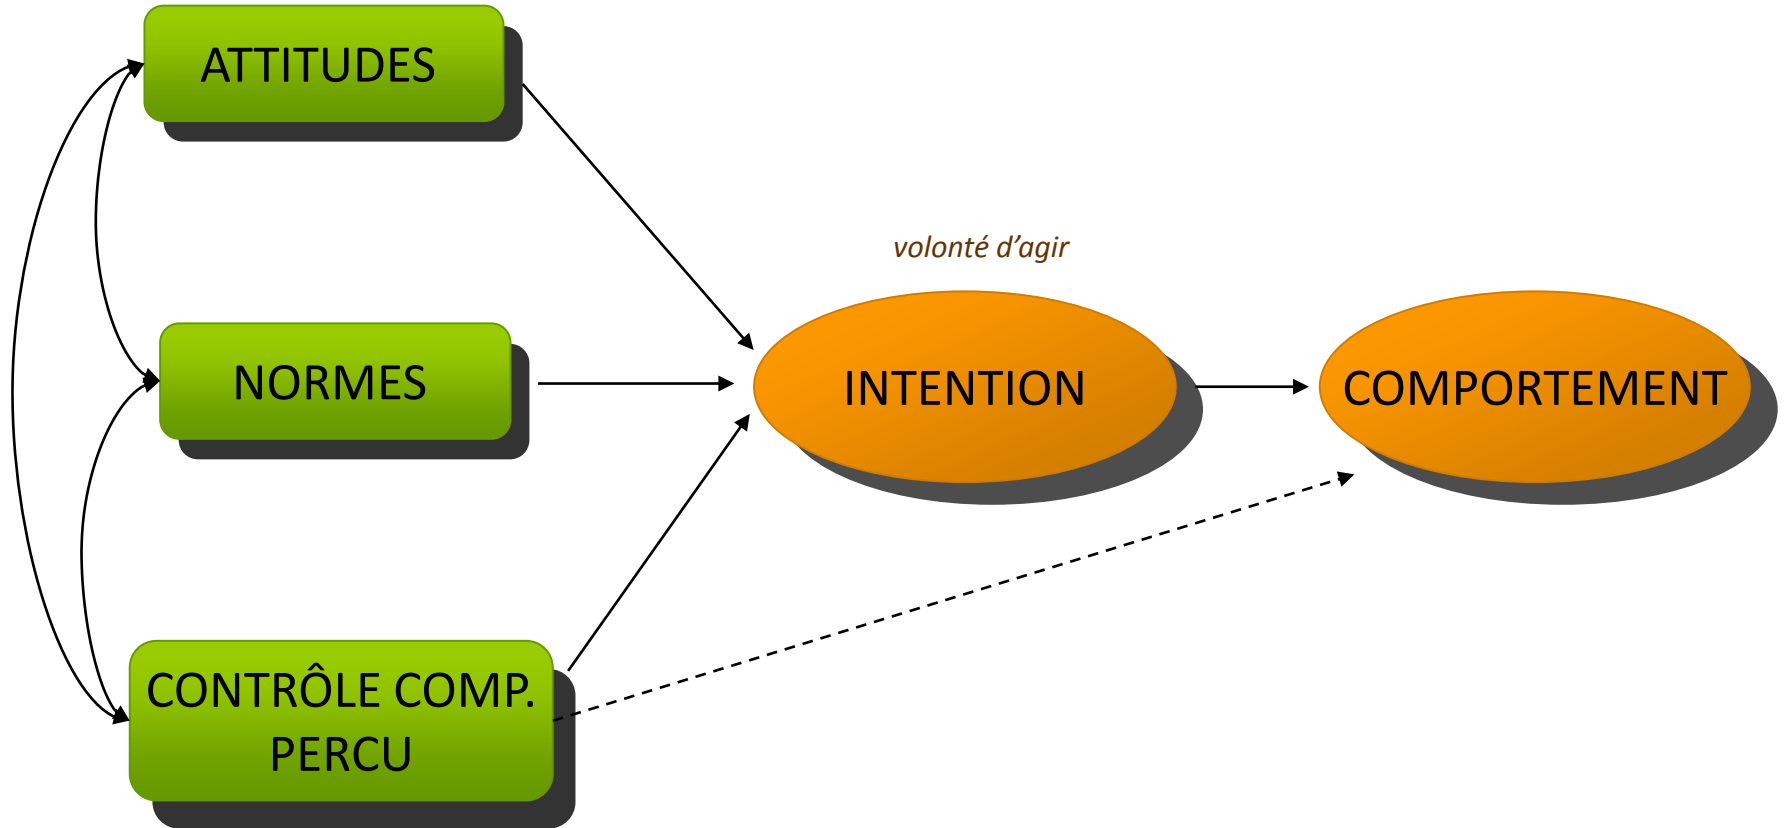 ATTITUDES
volonté d’agir
NORMES
INTENTION
COMPORTEMENT
CONTRÔLE COMP.
PERCU